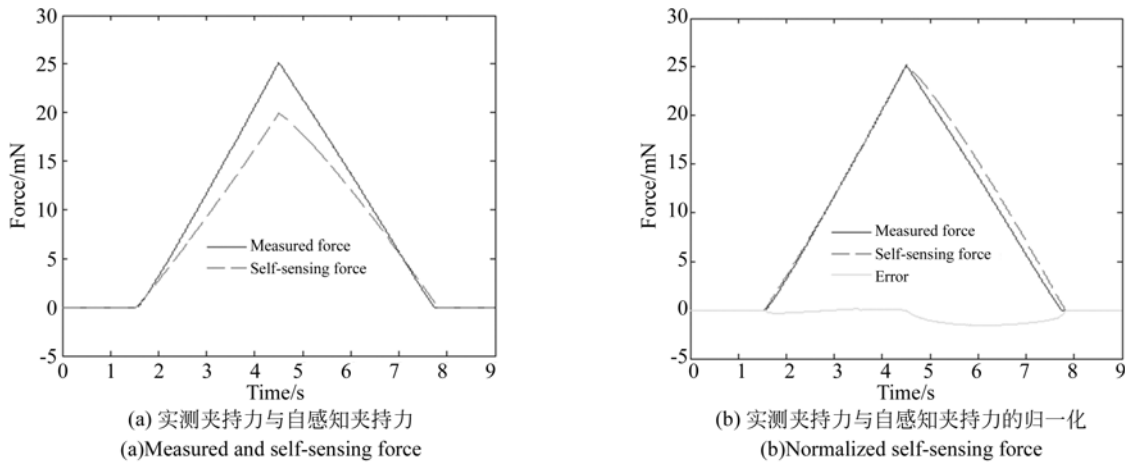 30
25
20
15
10
5
0
-5
Force/mN
Measured force
Self-sensing force
0 1 2 3 4 5 6 7 8 9
Time/s
(a) 实测夹持力与自感知夹持力
(a)Measured and self-sensing force
30
25
20
15
10
5
0
-5
Force/mN
Measured force
Self-sensing force
Error
0 1 2 3 4 5 6 7 8 9
Time/s
(b) 实测夹持力与自感知夹持力的归一化
(b)Normalized self-sensing force